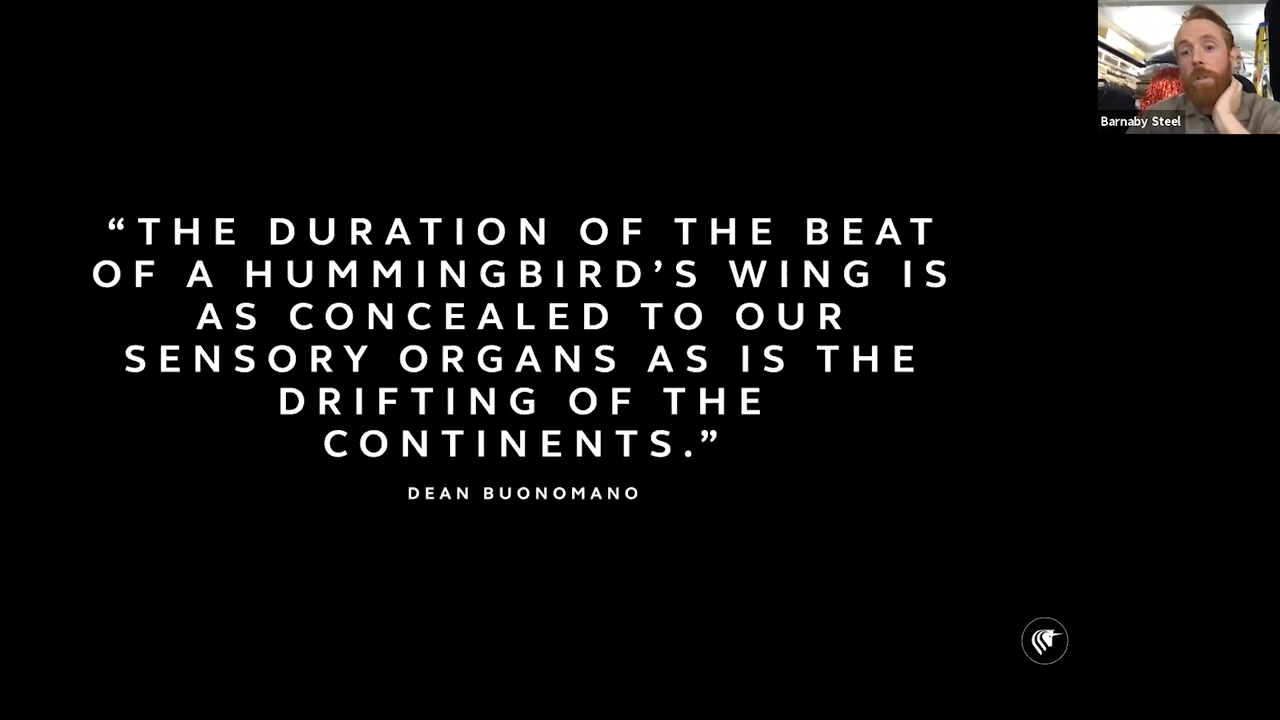 “THE DURATION OF THE BEAT
OF A HUMMINGBIRD’S WING IS
AS CONCEALED TO OUR
SENSORY ORGANS AS IS THE
DRIFTING OF THE
CONTINENTS.”
DEAN BUONOMANO
Barnaby Steel